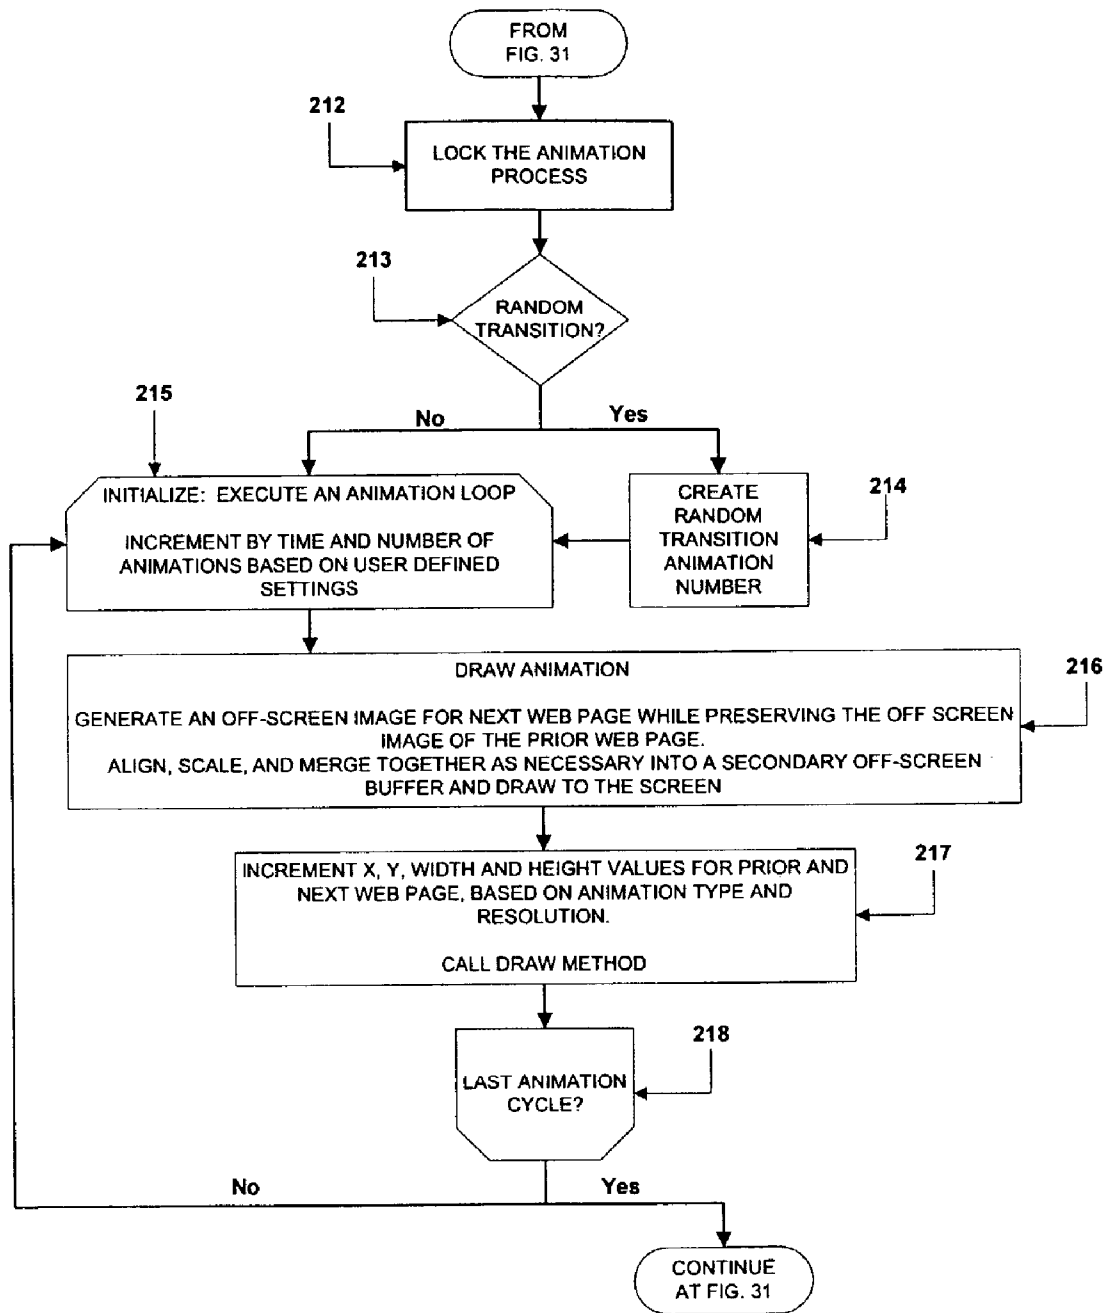 FROM
FIG. 31
212
LOCK THE ANIMATION
PROCESS
213
RANDOM
TRANSITION?
215
No
Yes
INITIALIZE: EXECUTE AN ANIMATION LOOP
INCREMENT BY TIME AND NUMBER OF
ANIMATIONS BASED ON USER DEFINED
SETTINGS
CREATE
RANDOM
TRANSITION
ANIMATION
NUMBER
214
DRAW ANIMATION
216
GENERATE AN OFF-SCREEN IMAGE FOR NEXT WEB PAGE WHILE PRESERVING THE OFF SCREEN
IMAGE OF THE PRIOR WEB PAGE.
ALIGN, SCALE, AND MERGE TOGETHER AS NECESSARY INTO A SECONDARY OFF-SCREEN
BUFFER AND DRAW TO THE SCREEN
INCREMENT X, Y, WIDTH AND HEIGHT VALUES FOR PRIOR AND
NEXT WEB PAGE, BASED ON ANIMATION TYPE AND
RESOLUTION.
CALL DRAW METHOD
217
LAST ANIMATION
CYCLE?
218
No
Yes
CONTINUE
AT FIG. 31